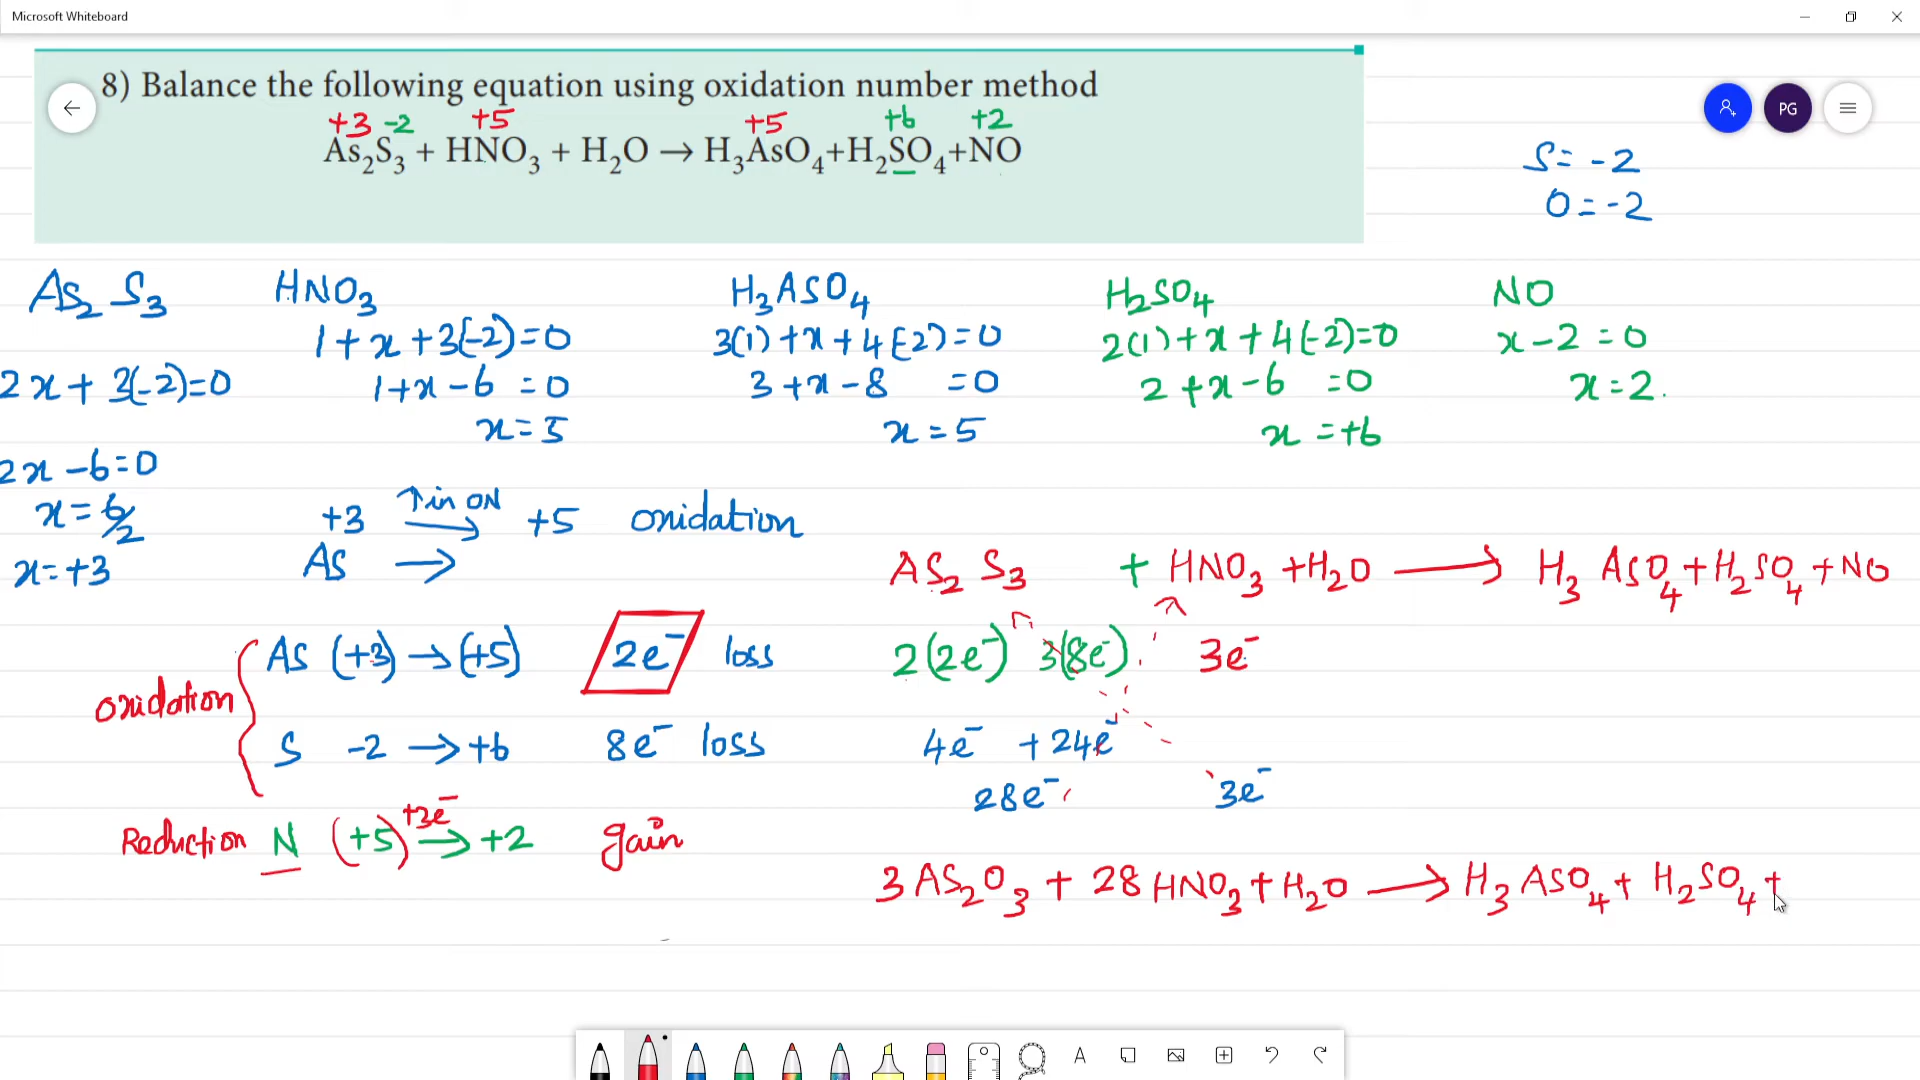 Microsoft Whiteboard
8) Balance the following equation using oxidation number method
+3 -2 +5 +5 +6 +2
As₂S₃ + HNO₃ + H₂O → H₃AsO₄+H₂SO₄+NO
PG
S = -2
O = -2
As₂ S₃
2x + 3(-2)=0
2x -6=0
x = 6/2
x=+3
HNO₃
1+x+3(-2)=0
1+x-6 =0
x=5
H₃AsO₄
3(1)+x+4(-2)=0
3+x-8 =0
x=5
H₂SO₄
2(1)+x+4(-2)=0
2+x-6 =0
x =+6
NO
x-2=0
x=2.
+3 ↑in ON → +5 oxidation
As →
oxidation
As (+3) → (+5) 2e⁻ loss
S -2 → +6 8e⁻ loss
Reduction N (+5) +3e⁻ → +2 gain
As₂ S₃ + HNO₃ +H₂O → H₃ AsO₄+H₂SO₄+NO
2(2e⁻) 3(8e⁻) 3e⁻
4e⁻ +24e⁻
28e⁻ 3e⁻
3 As₂O₃ + 28 HNO₃+H₂O → H₃ AsO₄+ H₂SO₄+
A